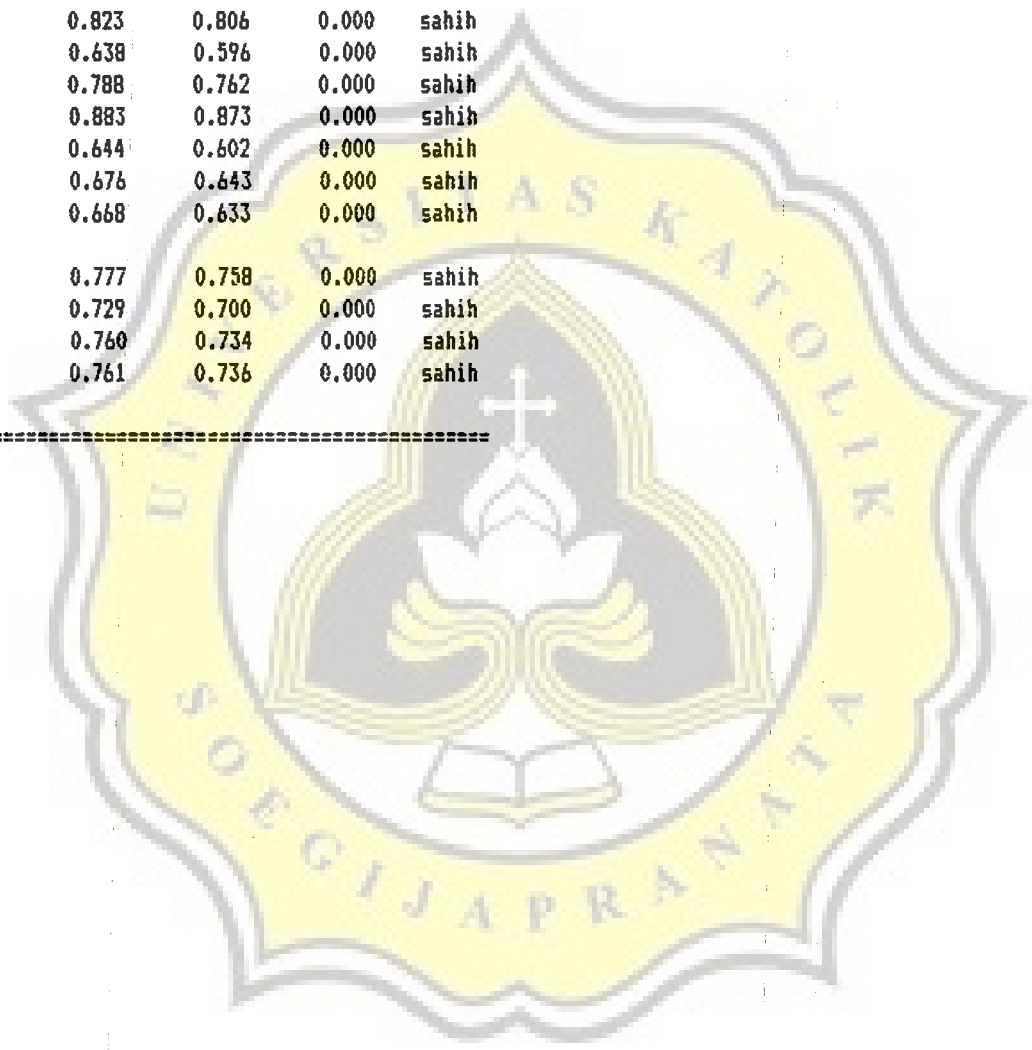 0.823 0.806 0.000 sahih
0.638 0.596 0.000 sahih
0.788 0.762 0.000 sahih
0.883 0.873 0.000 sahih
0.644 0.602 0.000 sahih
0.676 0.643 0.000 sahih
0.668 0.633 0.000 sahih
0.777 0.758 0.000 sahih
0.729 0.700 0.000 sahih
0.760 0.734 0.000 sahih
0.761 0.736 0.000 sahih
UNIVERSITAS KATOLIK
SOEGIJAPRANATA